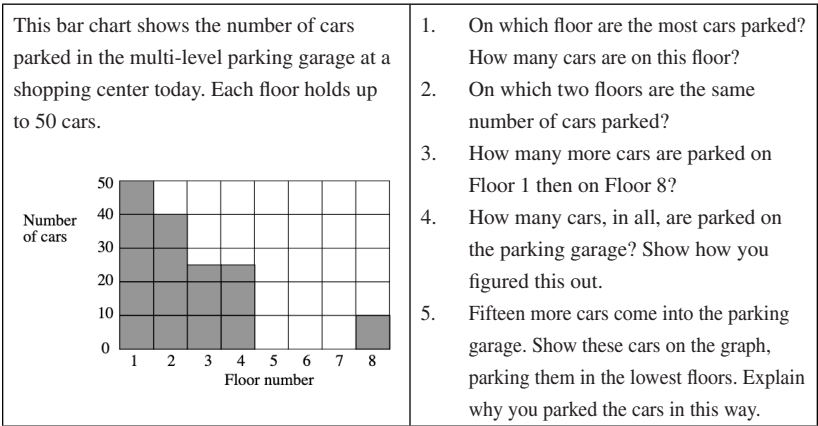 This bar chart shows the number of cars
parked in the multi-level parking garage at a
shopping center today. Each floor holds up
to 50 cars.
50
40
30
20
10
0
Number
of cars
1 2 3 4 5 6 7 8
Floor number
1. On which floor are the most cars parked?
How many cars are on this floor?
2. On which two floors are the same
number of cars parked?
3. How many more cars are parked on
Floor 1 then on Floor 8?
4. How many cars, in all, are parked on
the parking garage? Show how you
figured this out.
5. Fifteen more cars come into the parking
garage. Show these cars on the graph,
parking them in the lowest floors. Explain
why you parked the cars in this way.